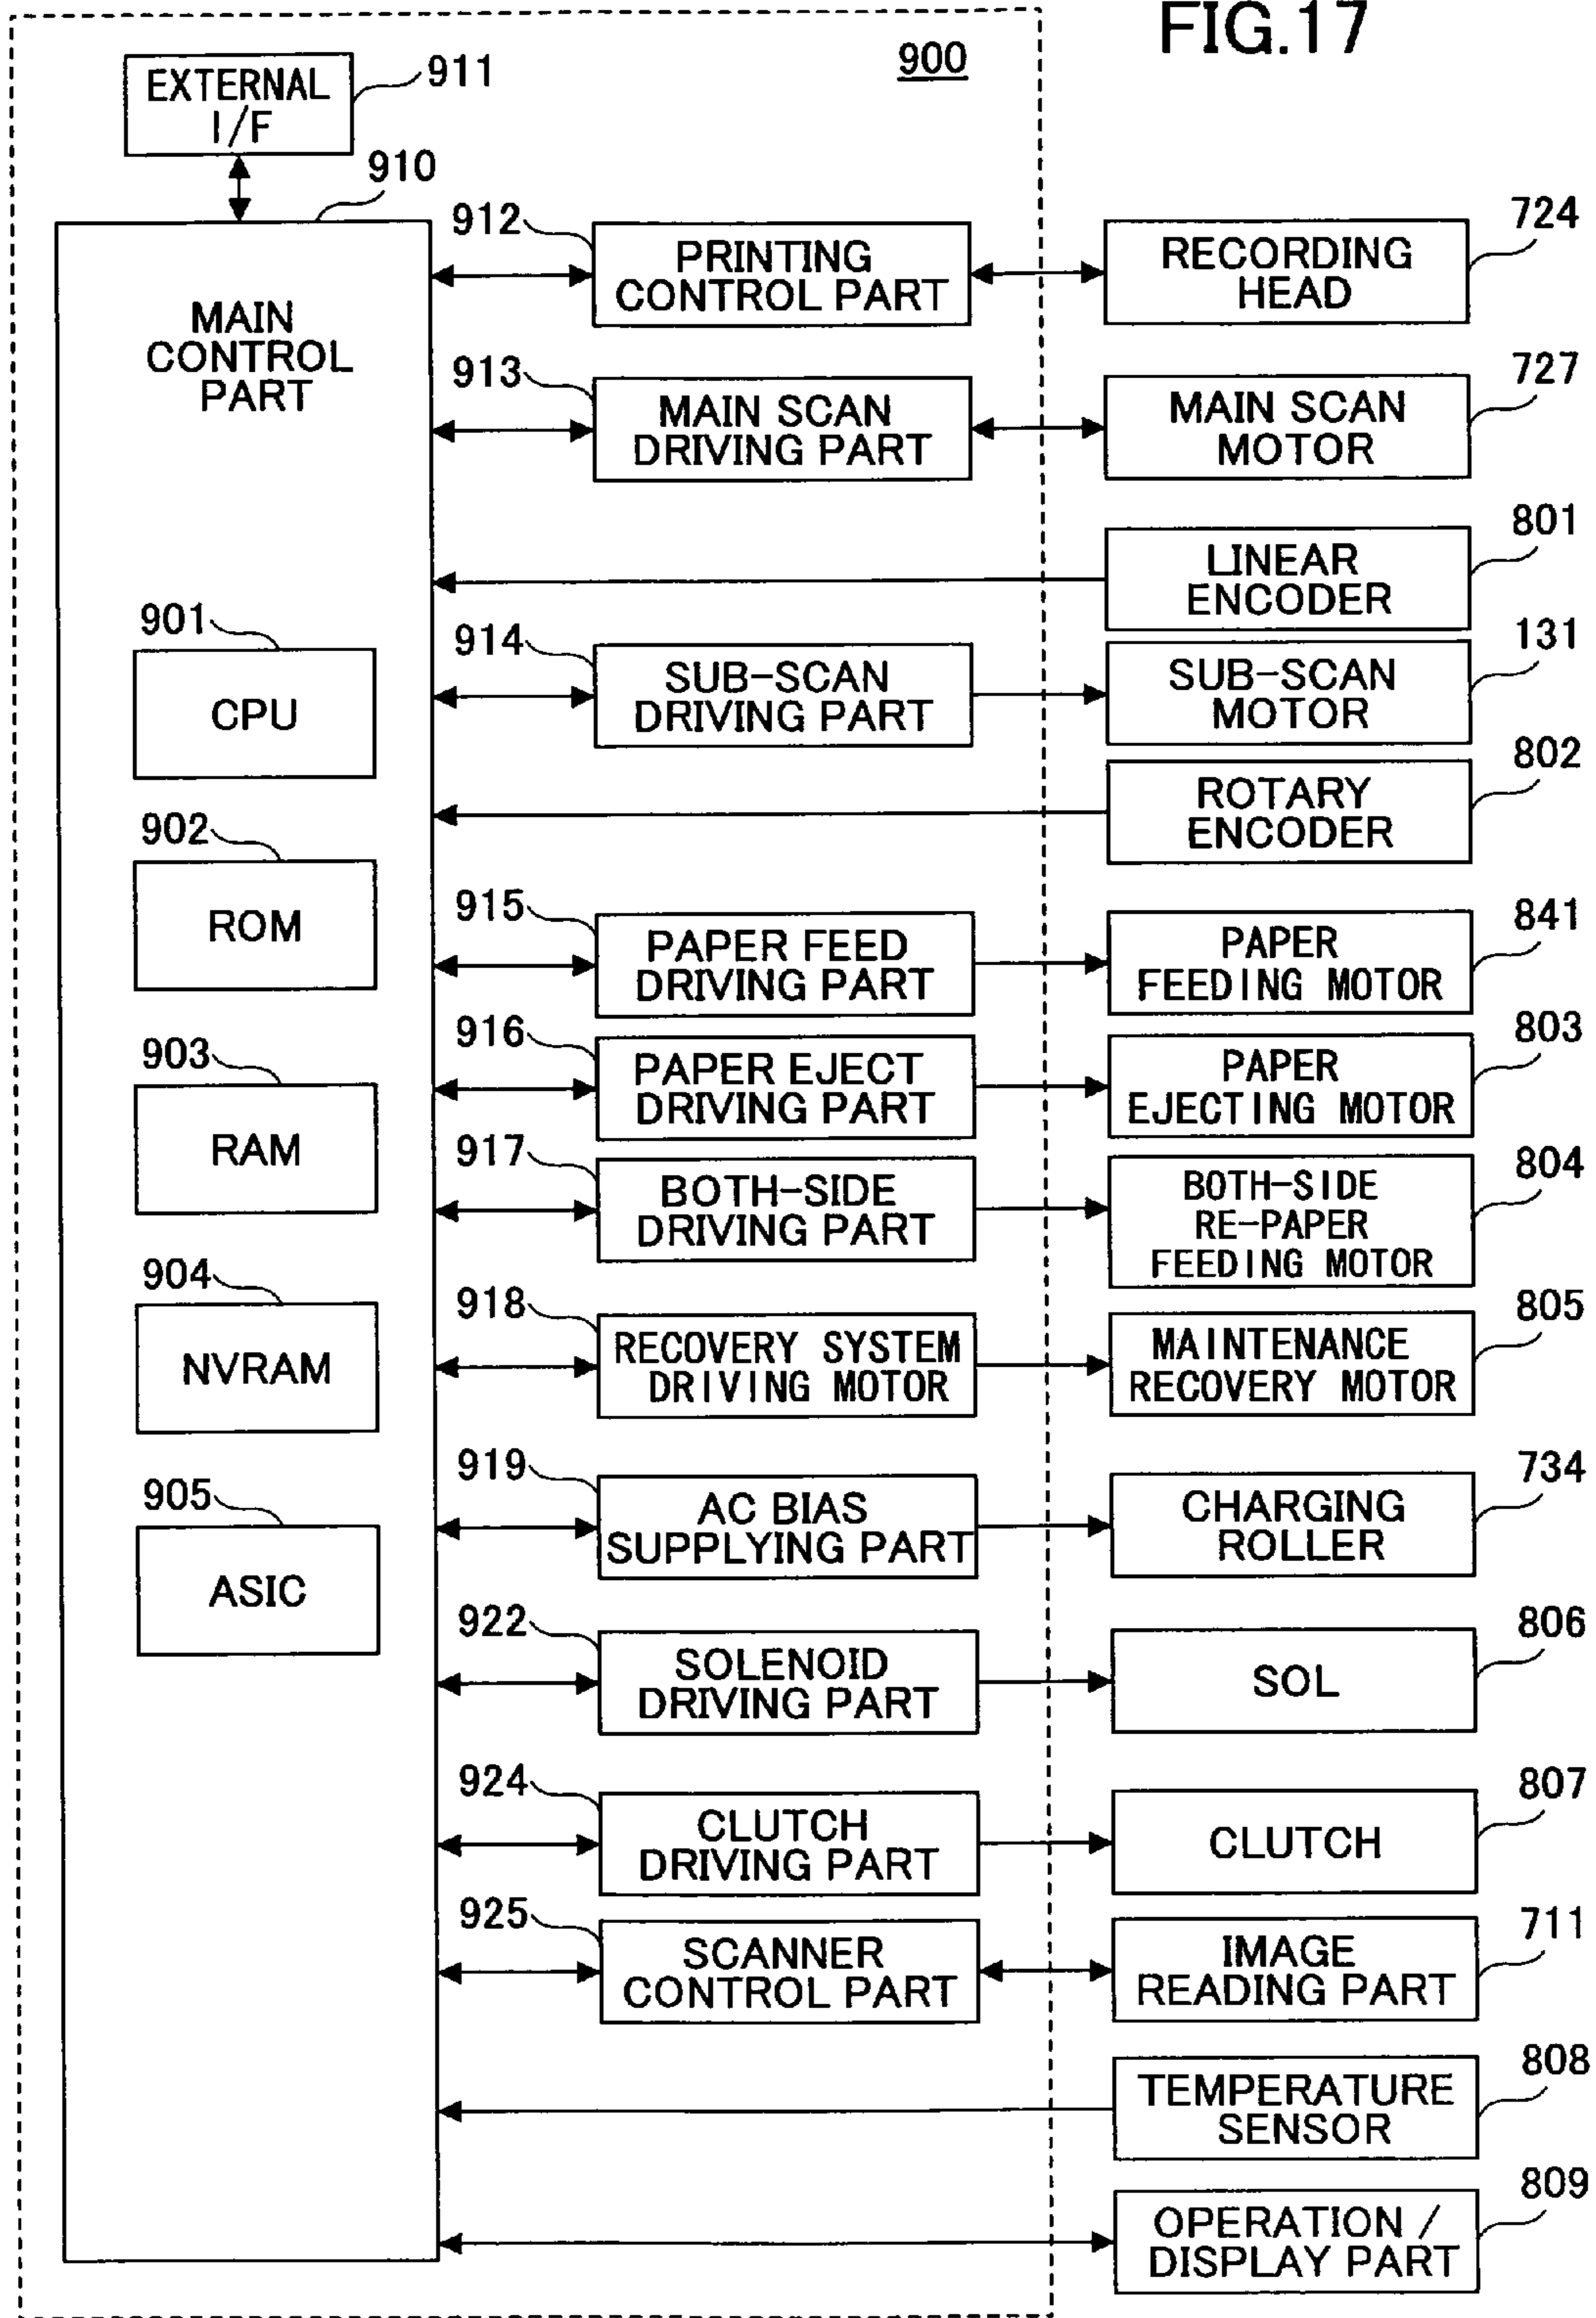 FIG.17
900
EXTERNAL
I/F
911
910
MAIN
CONTROL
PART
901
CPU
902
ROM
903
RAM
904
NVRAM
905
ASIC
912
PRINTING
CONTROL PART
RECORDING
HEAD
724
913
MAIN SCAN
DRIVING PART
MAIN SCAN
MOTOR
727
LINEAR
ENCODER
801
914
SUB-SCAN
DRIVING PART
SUB-SCAN
MOTOR
131
ROTARY
ENCODER
802
915
PAPER FEED
DRIVING PART
PAPER
FEEDING MOTOR
841
916
PAPER EJECT
DRIVING PART
PAPER
EJECTING MOTOR
803
917
BOTH-SIDE
DRIVING PART
BOTH-SIDE
RE-PAPER
FEEDING MOTOR
804
918
RECOVERY SYSTEM
DRIVING MOTOR
MAINTENANCE
RECOVERY MOTOR
805
919
AC BIAS
SUPPLYING PART
CHARGING
ROLLER
734
922
SOLENOID
DRIVING PART
SOL
806
924
CLUTCH
DRIVING PART
CLUTCH
807
925
SCANNER
CONTROL PART
IMAGE
READING PART
711
TEMPERATURE
SENSOR
808
OPERATION /
DISPLAY PART
809